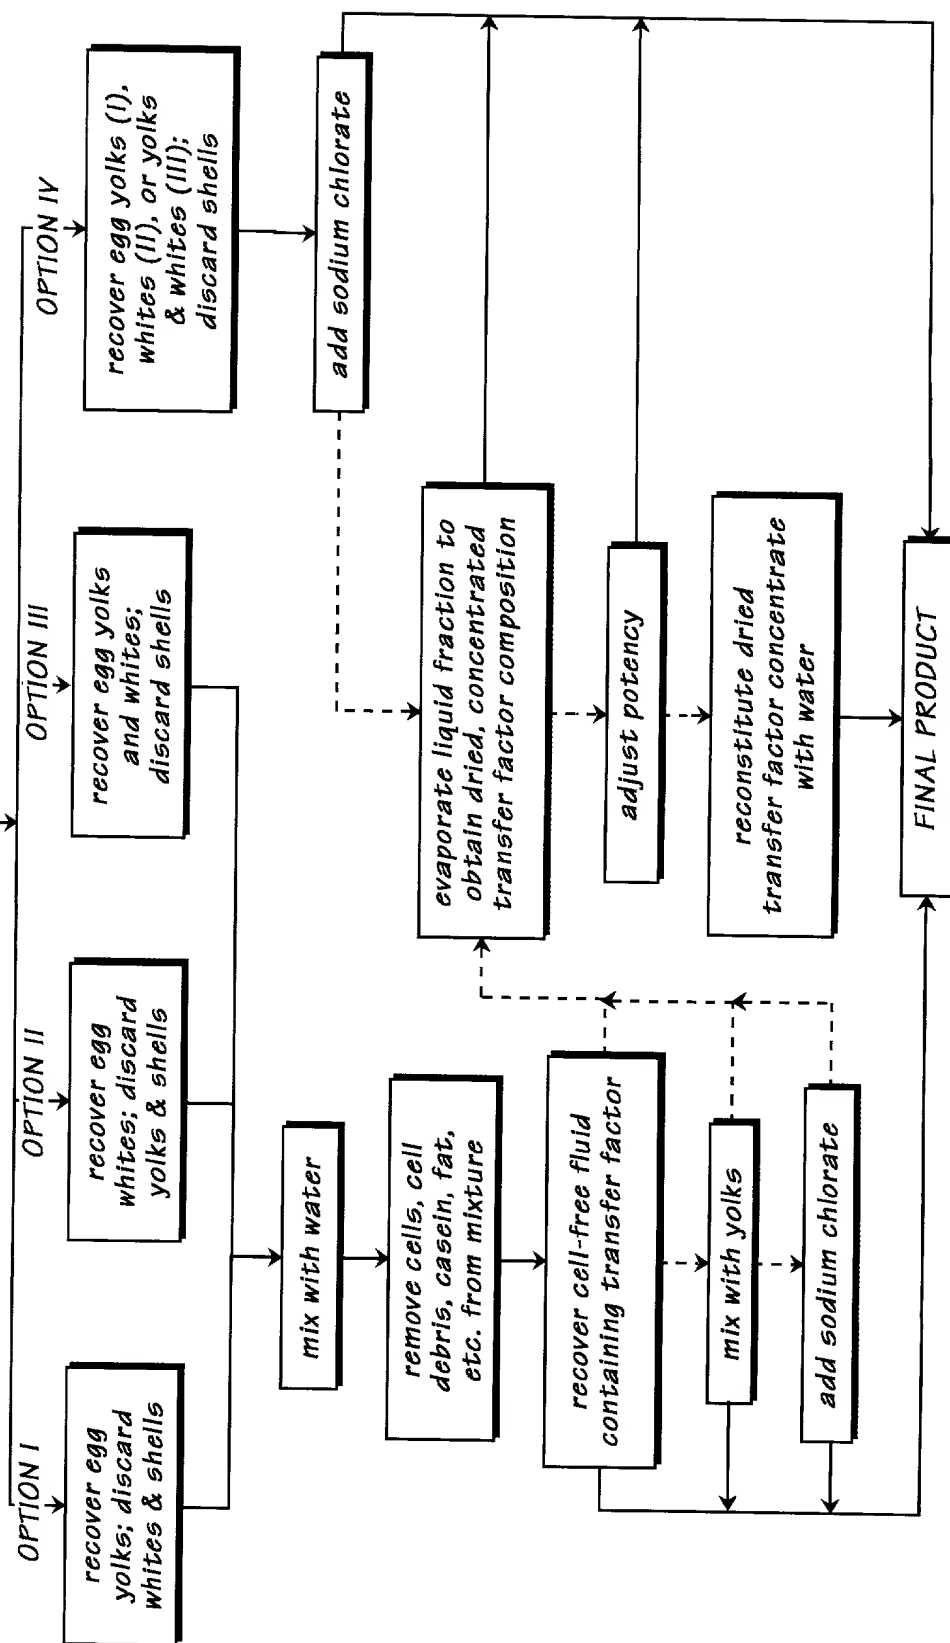 OPTION I
recover egg
yolks; discard
whites & shells
OPTION II
recover egg
whites; discard
yolks & shells
OPTION III
recover egg yolks
and whites;
discard shells
OPTION IV
recover egg yolks (I),
whites (II), or yolks
& whites (III);
discard shells
mix with water
remove cells, cell
debris, casein, fat,
etc. from mixture
recover cell-free fluid
containing transfer factor
mix with yolks
add sodium chlorate
add sodium chlorate
evaporate liquid fraction to
obtain dried, concentrated
transfer factor composition
adjust potency
reconstitute dried
transfer factor concentrate
with water
FINAL PRODUCT